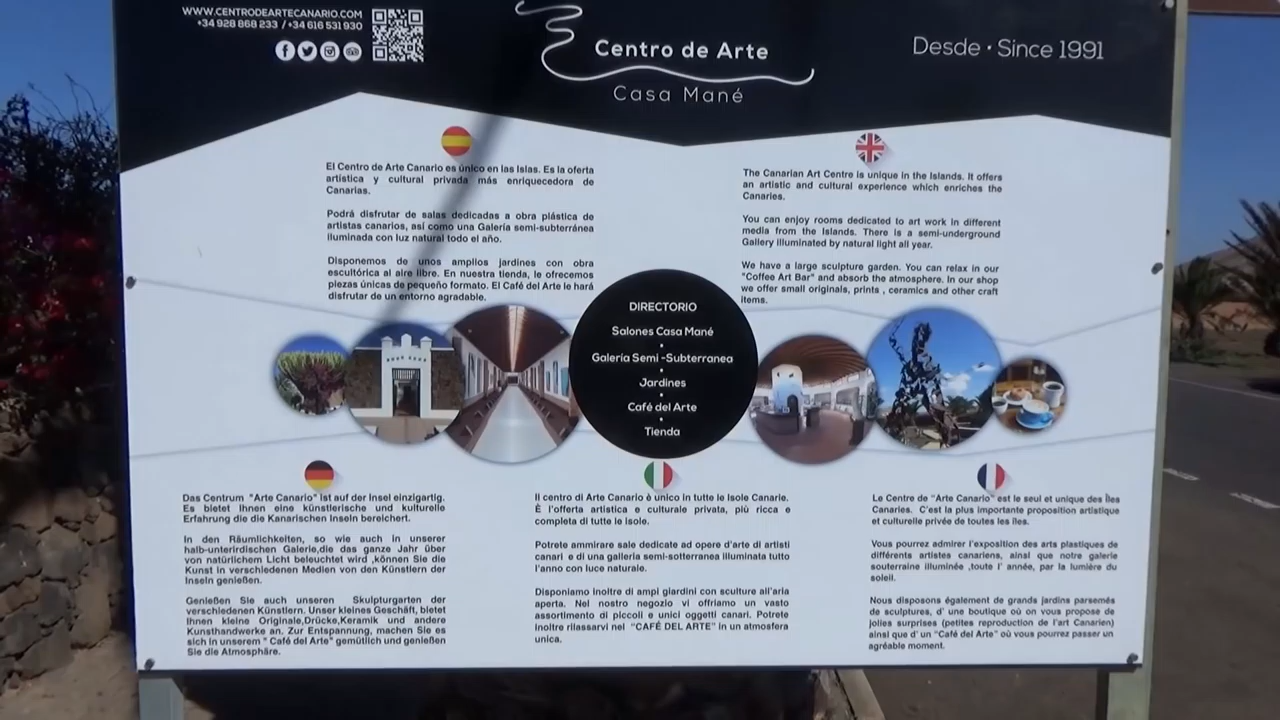 WWW.CENTRODEARTECANARIO.COM
+34 928 868 233 / +34 616 531 930
Centro de Arte
Casa Mané
Desde · Since 1991
El Centro de Arte Canario es único en las Islas. Es la oferta
artística y cultural privada más enriquecedora de
Canarias.
Podrá disfrutar de salas dedicadas a obra plástica de
artistas canarios, así como una Galería semi-subterránea
iluminada con luz natural todo el año.
Disponemos de unos amplios jardines con obra
escultórica al aire libre. En nuestra tienda, le ofrecemos
piezas únicas de pequeño formato. El Café del Arte le hará
disfrutar de un entorno agradable.
The Canarian Art Centre is unique in the Islands. It offers
an artistic and cultural experience which enriches the
Canaries.
You can enjoy rooms dedicated to art work in different
media from the Islands. There is a semi-underground
Gallery illuminated by natural light all year.
We have a large sculpture garden. You can relax in our
"Coffee Art Bar" and absorb the atmosphere. In our shop
we offer small originals, prints , ceramics and other craft
items.
DIRECTORIO
Salones Casa Mané
Galería Semi -Subterranea
Jardines
Café del Arte
Tienda
Das Centrum "Arte Canario" ist auf der Insel einzigartig.
Es bietet Ihnen eine künstlerische und kulturelle
Erfahrung die die Kanarischen Inseln bereichert.
In den Räumlichkeiten, so wie auch in unserer
halb-unterirdischen Galerie,die das ganze Jahr über
von natürlichem Licht beleuchtet wird ,können Sie die
Kunst in verschiedenen Medien von den Künstlern der
Inseln genießen.
Genießen Sie auch unseren Skulpturgarten der
verschiedenen Künstlern. Unser kleines Geschäft, bietet
Ihnen kleine Originale,Drücke,Keramik und andere
Kunsthandwerke an. Zur Entspannung, machen Sie es
sich in unserem " Café del Arte" gemütlich und genießen
Sie die Atmosphäre.
Il centro di Arte Canario è unico in tutte le Isole Canarie.
È l'offerta artistica e culturale privata, più ricca e
completa di tutte le isole.
Potrete ammirare sale dedicate ad opere d'arte di artisti
canari e di una galleria semi-sotterranea illuminata tutto
l'anno con luce naturale.
Disponiamo inoltre di ampi giardini con sculture all'aria
aperta. Nel nostro negozio vi offriamo un vasto
assortimento di piccoli e unici oggetti canari. Potrete
inoltre rilassarvi nel "CAFÈ DEL ARTE" in un atmosfera
unica.
Le Centre de "Arte Canario" est le seul et unique des Îles
Canaries. C'est la plus importante proposition artistique
et culturelle privée de toutes les îles.
Vous pourrez admirer l'exposition des arts plastiques de
différents artistes canariens, ainsi que notre galerie
souterraine illuminée ,toute l' année, par la lumière du
soleil.
Nous disposons également de grands jardins parsemés
de sculptures, d' une boutique où on vous propose de
jolies surprises (petites reproduction de l'art Canarien)
ainsi que d' un "Café del Arte" où vous pourrez passer un
agréable moment.